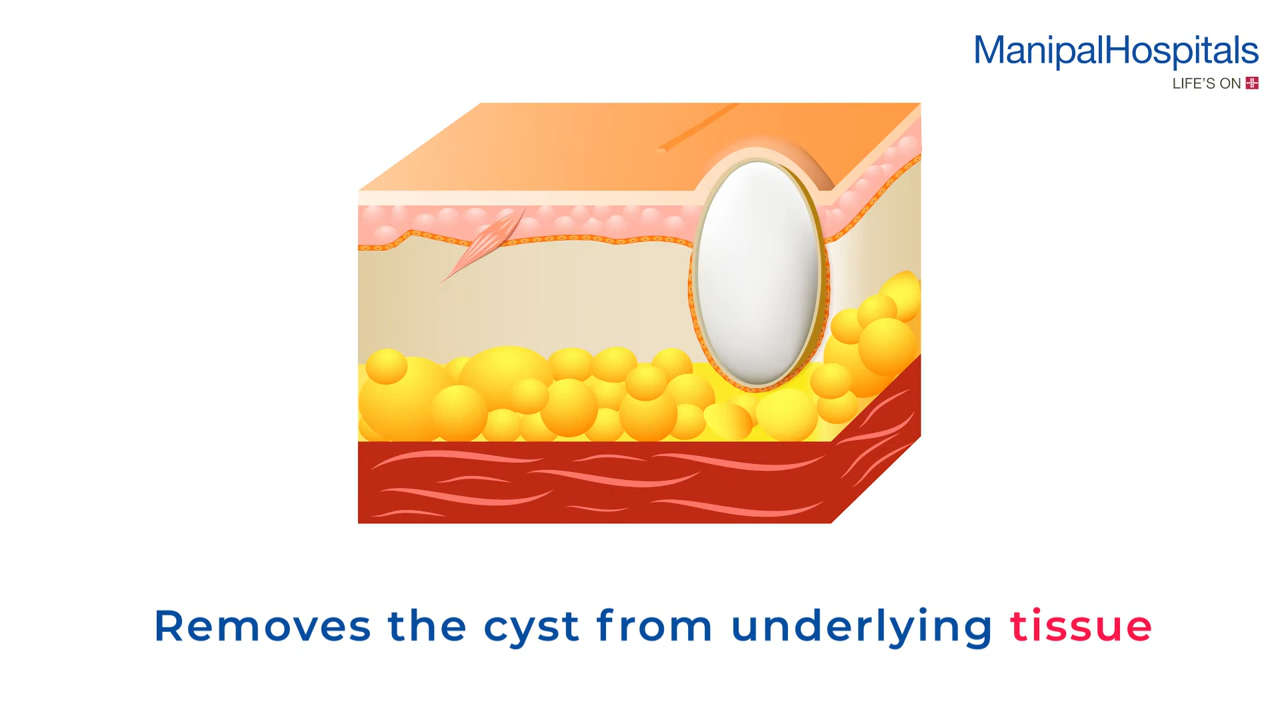 ManipalHospitals
LIFE'S ON
Removes the cyst from underlying tissue